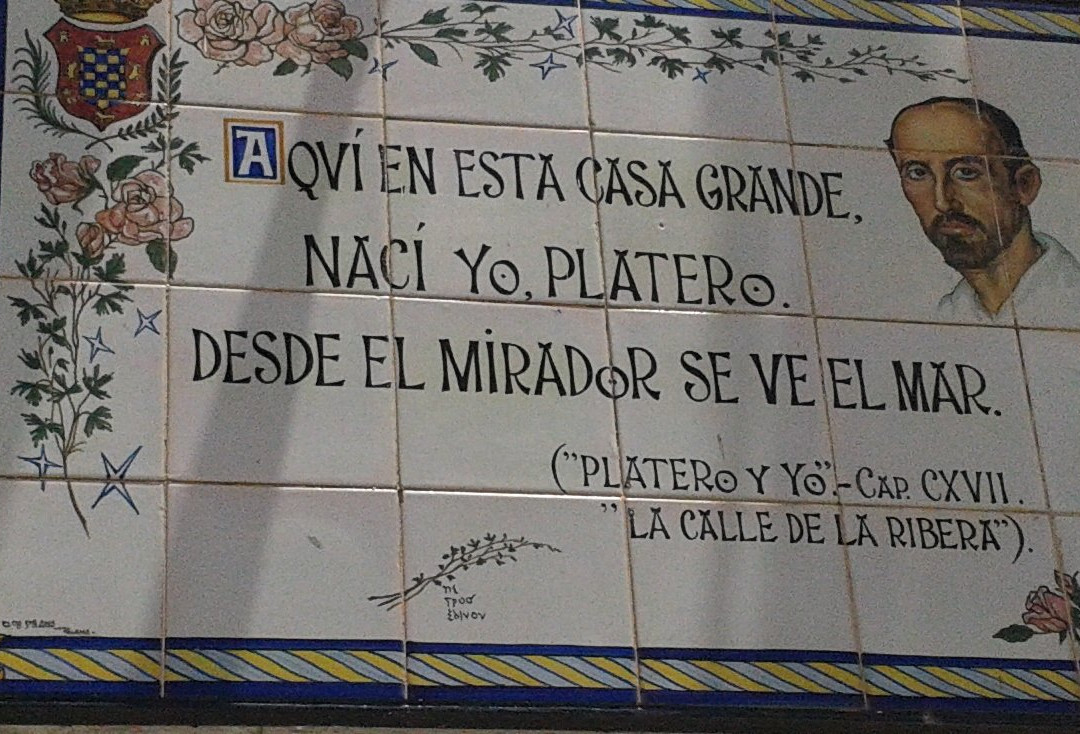 AQVÍ EN ESTA CASA GRANDE,
NACÍ YO, PLATERO.
DESDE EL MIRADOR SE VE EL MAR.
("PLATERO Y YO".-CAP. CXVII.
"LA CALLE DE LA RIBERA").